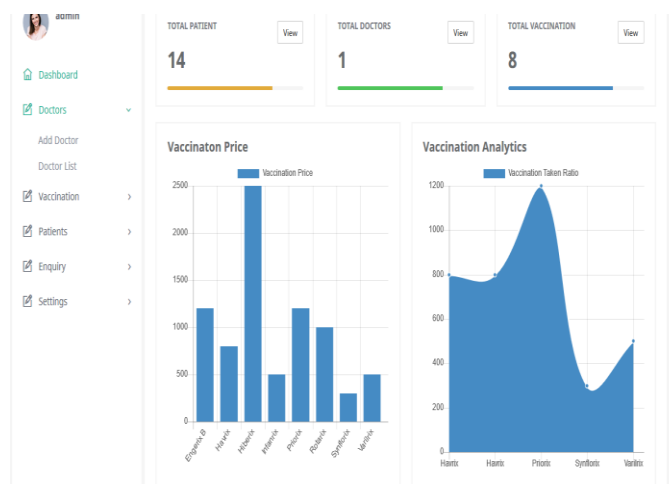 admin
Dashboard
Doctors
Add Doctor
Doctor List
Vaccination
Patients
Enquiry
Settings
TOTAL PATIENT
View
14
TOTAL DOCTORS
View
1
TOTAL VACCINATION
View
8
Vaccinaton Price
Vaccination Price
2500
2000
1500
1000
500
0
Engerix B
Havrix
Hiberix
Infanrix
Priorix
Rotarix
Synflorix
Varilrix
Vaccination Analytics
Vaccination Taken Ratio
1200
1000
800
600
400
200
0
Havrix
Havrix
Priorix
Synflorix
Varilrix